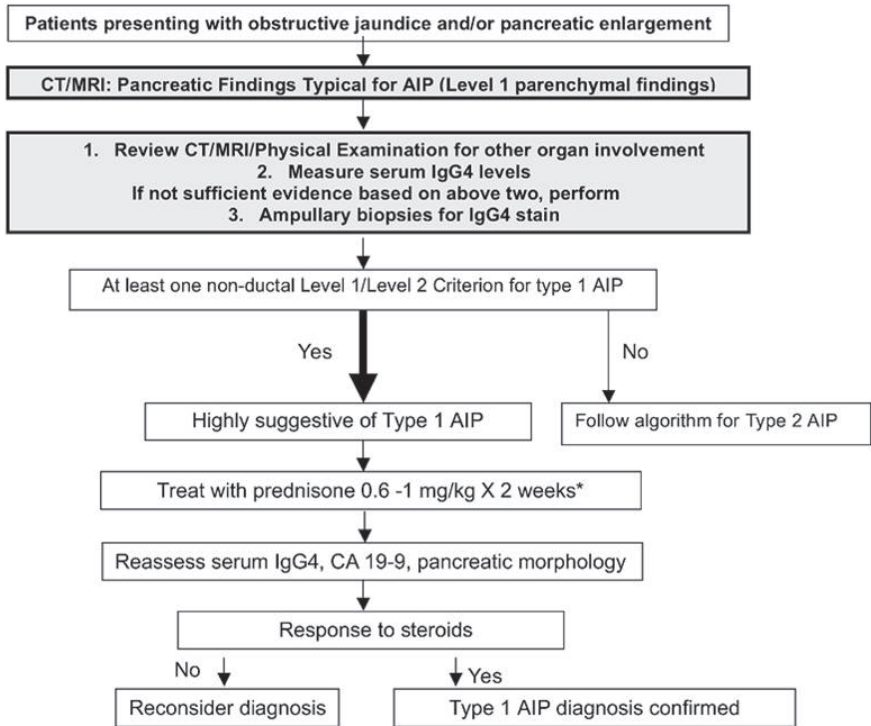 Patients presenting with obstructive jaundice and/or pancreatic enlargement
CT/MRI: Pancreatic Findings Typical for AIP (Level 1 parenchymal findings)
1. Review CT/MRI/Physical Examination for other organ involvement
2. Measure serum IgG4 levels
If not sufficient evidence based on above two, perform
3. Ampullary biopsies for IgG4 stain
At least one non-ductal Level 1/Level 2 Criterion for type 1 AIP
Yes
No
Highly suggestive of Type 1 AIP
Follow algorithm for Type 2 AIP
Treat with prednisone 0.6 -1 mg/kg X 2 weeks*
Reassess serum IgG4, CA 19-9, pancreatic morphology
Response to steroids
No
Yes
Reconsider diagnosis
Type 1 AIP diagnosis confirmed